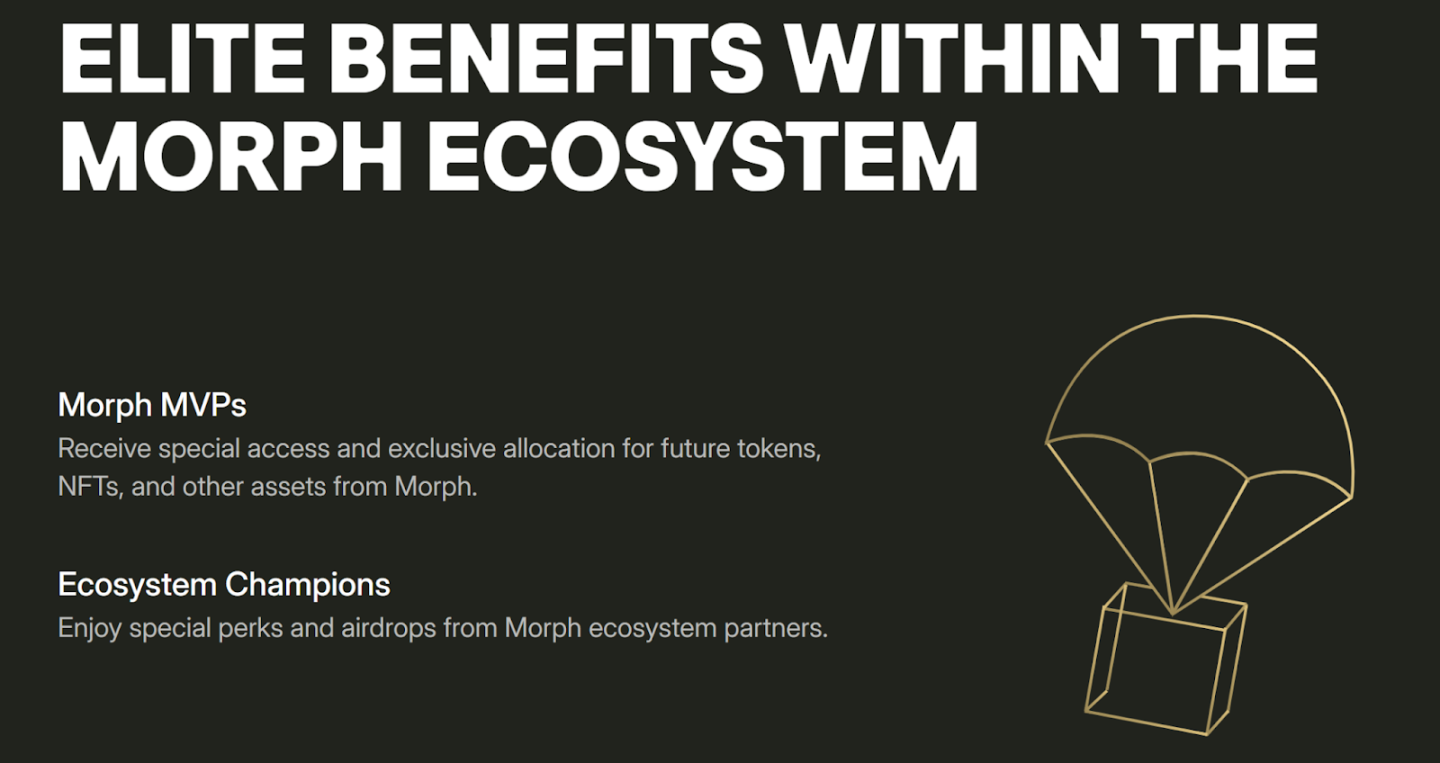 ELITE BENEFITS WITHIN THE
MORPH ECOSYSTEM
Morph MVPs
Receive special access and exclusive allocation for future tokens,
NFTs, and other assets from Morph.
Ecosystem Champions
Enjoy special perks and airdrops from Morph ecosystem partners.